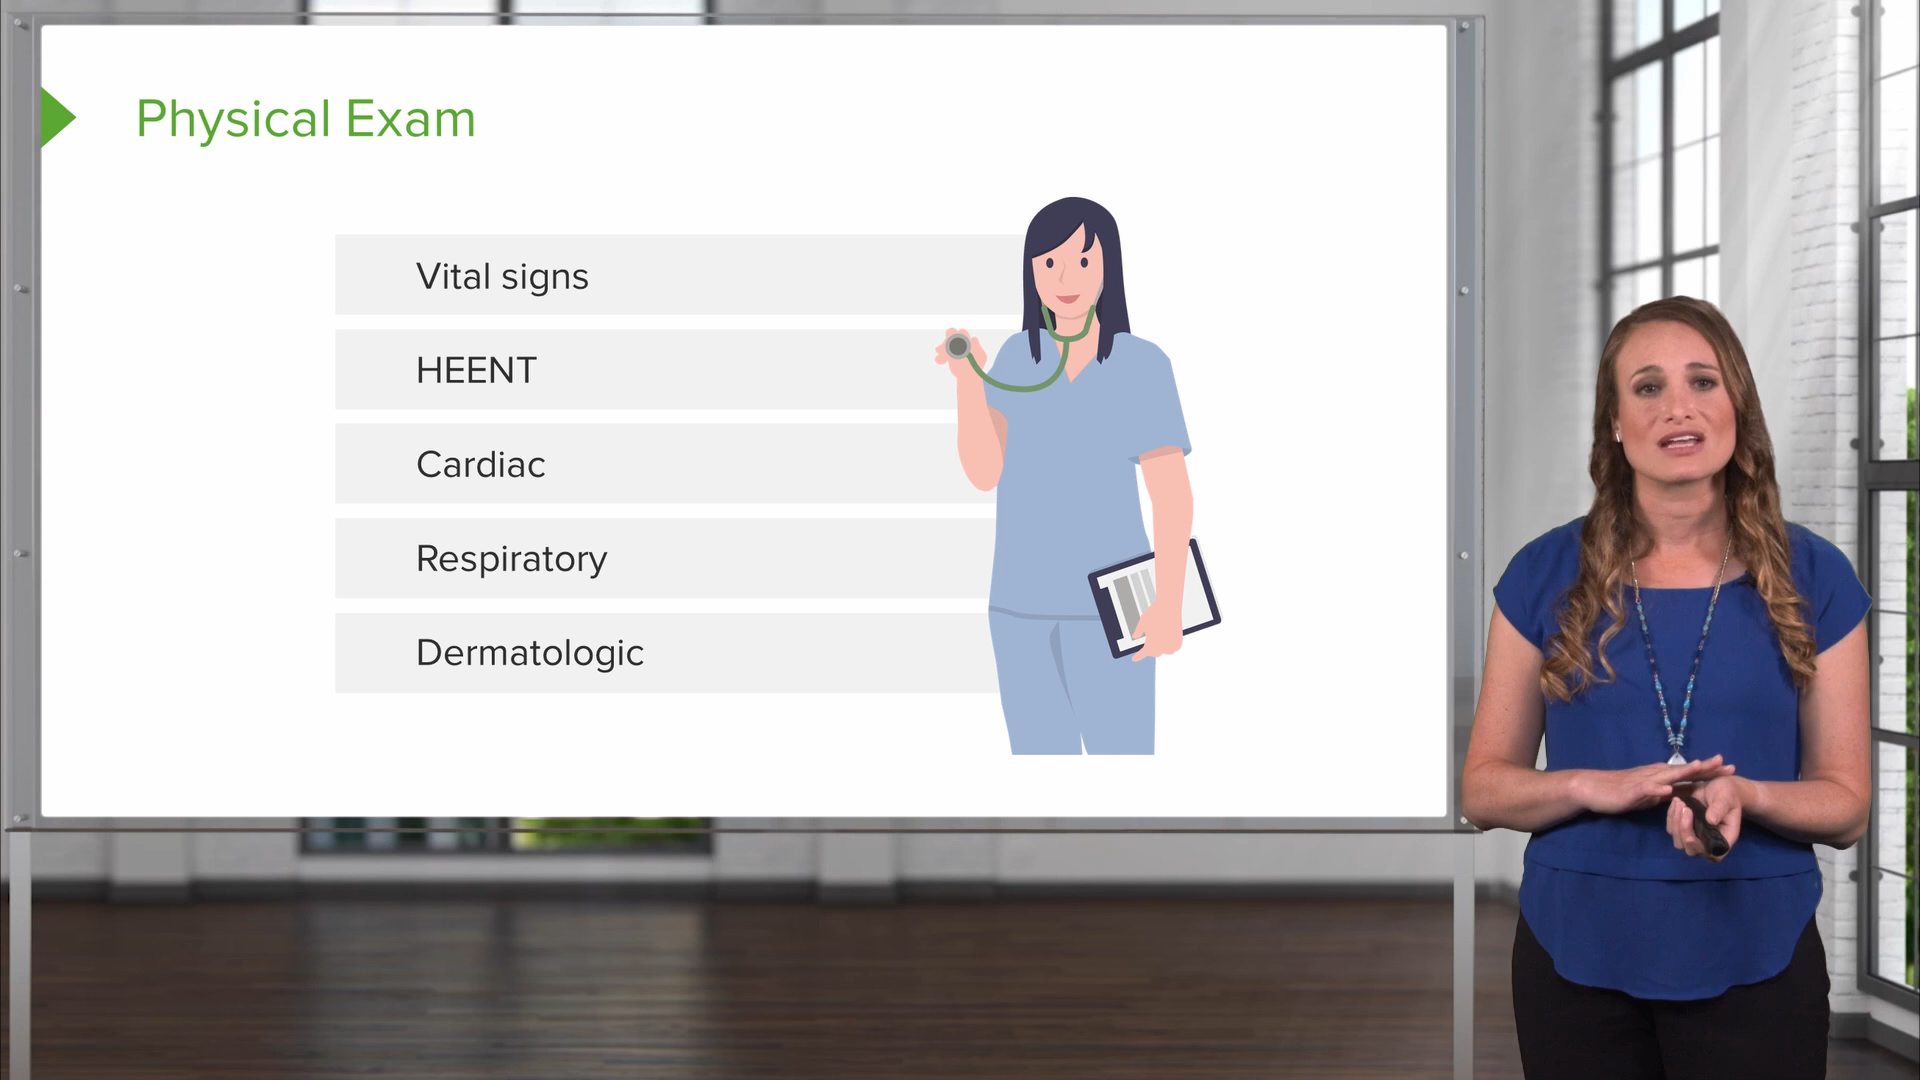 Physical Exam
Vital signs
HEENT
Cardiac
Respiratory
Dermatologic